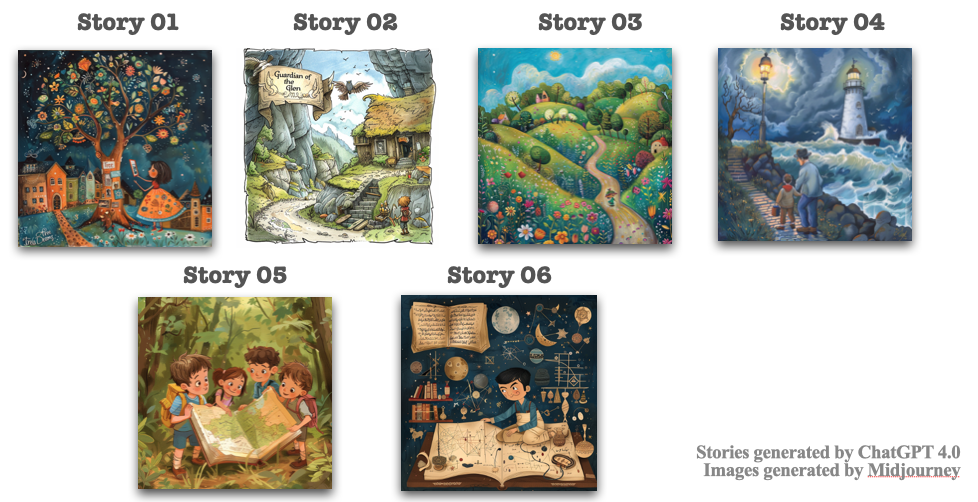 Story 01
Story 02
Story 03
Story 04
Guardian of
the
Glen
Story 05
Story 06
Stories generated by ChatGPT 4.0
Images generated by Midjourney